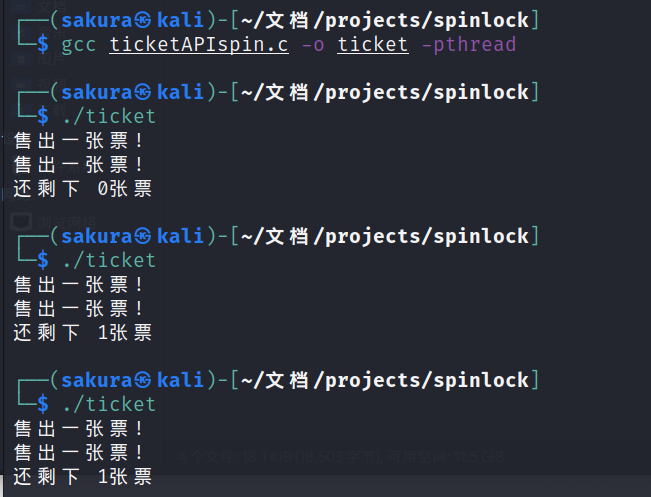 ┌──(sakura㉿kali)-[~/文档/projects/spinlock]
└─$ gcc ticketAPIspin.c -o ticket -pthread
┌──(sakura㉿kali)-[~/文档/projects/spinlock]
└─$ ./ticket
售出一张票!
售出一张票!
还剩下 0张票
┌──(sakura㉿kali)-[~/文档/projects/spinlock]
└─$ ./ticket
售出一张票!
售出一张票!
还剩下 1张票
┌──(sakura㉿kali)-[~/文档/projects/spinlock]
└─$ ./ticket
售出一张票!
售出一张票!
还剩下 1张票